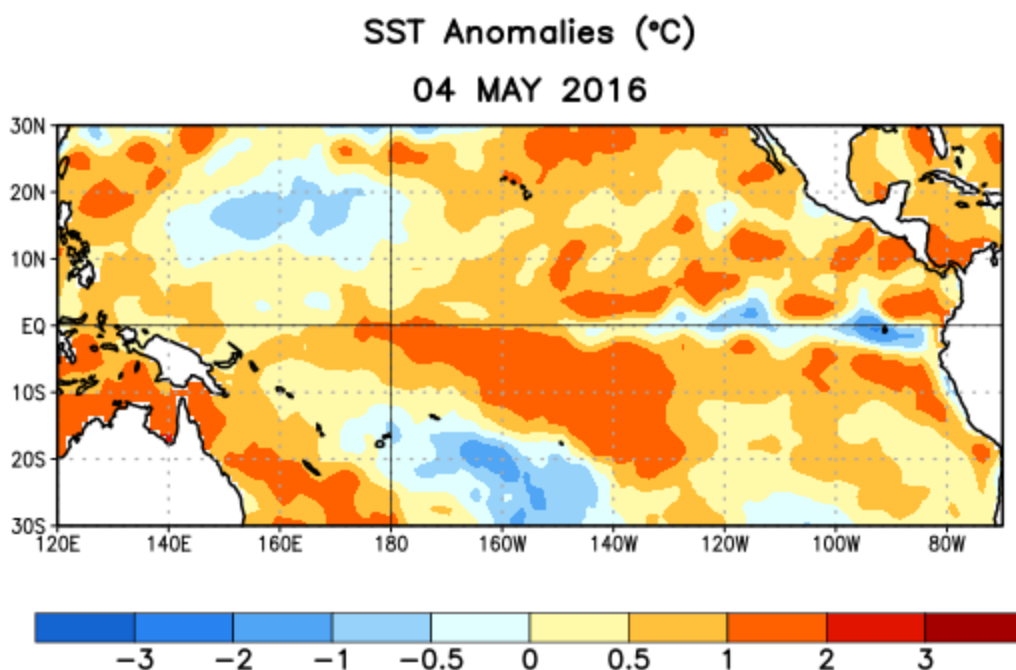 SST Anomalies (°C)
04 MAY 2016
30N
20N
10N
EQ
10S
20S
30S
120E 140E 160E 180 160W 140W 120W 100W 80W
-3 -2 -1 -0.5 0 0.5 1 2 3